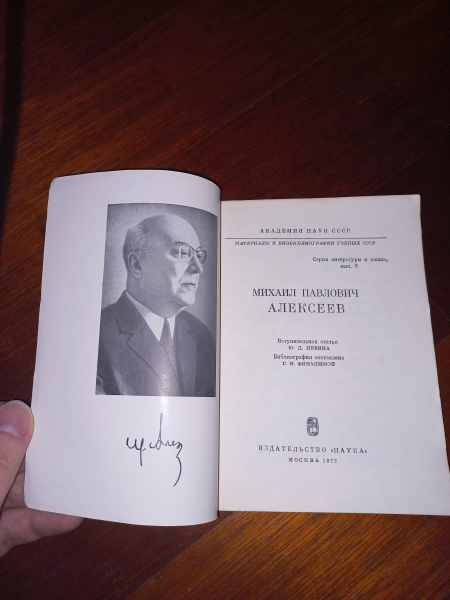 АКАДЕМИЯ НАУК СССР
МАТЕРИАЛЫ К БИОБИБЛИОГРАФИИ УЧЕНЫХ СССР
Серия литературы и языка,
вып. 9
МИХАИЛ ПАВЛОВИЧ
АЛЕКСЕЕВ
Вступительная статья
Ю. Д. ЛЕВИНА
Библиография составлена
Г. Н. ФИНАШИНОЙ
ИЗДАТЕЛЬСТВО «НАУКА»
МОСКВА 1972